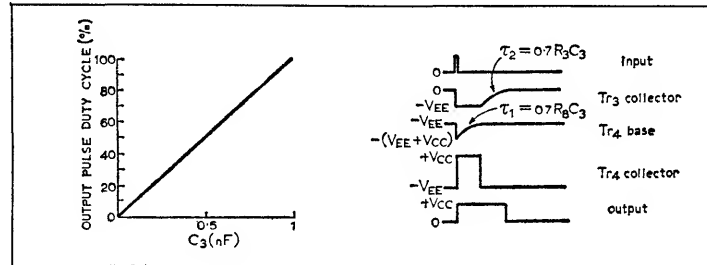 OUTPUT PULSE DUTY CYCLE (%)
100
80
60
40
20
0
0·5
1
C3(nF)
τ2=0·7R3C3
0
input
0
-VEE
Tr3 collector
-VEE
τ1=0·7R8C3
-(VEE+VCC)
Tr4 base
+VCC
-VEE
Tr4 collector
+VCC
0
output